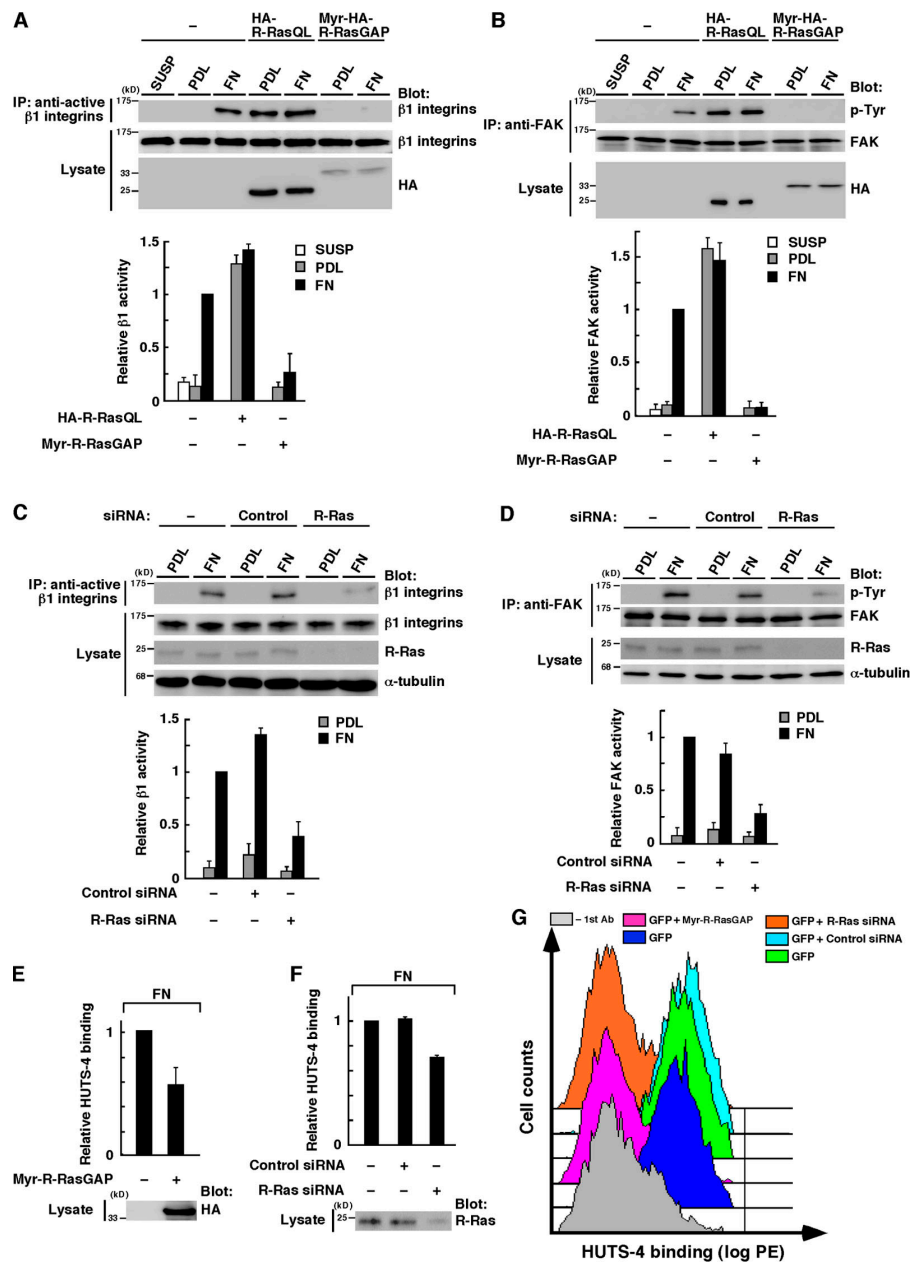 A
–
HA-
R-RasQL
Myr-HA-
R-RasGAP
SUSP PDL FN PDL FN PDL FN
(kD)
Blot:
IP: anti-active
β1 integrins
175
β1 integrins
175
β1 integrins
Lysate
33
25
HA
Relative β1 activity
1.5
1
0.5
0
SUSP
PDL
FN
HA-R-RasQL – +
Myr-R-RasGAP – +
B
–
HA-
R-RasQL
Myr-HA-
R-RasGAP
SUSP PDL FN PDL FN PDL FN
(kD)
Blot:
175
p-Tyr
IP: anti-FAK
175
FAK
Lysate
33
25
HA
Relative FAK activity
1.5
1
0.5
0
SUSP
PDL
FN
HA-R-RasQL – +
Myr-R-RasGAP – +
C
siRNA: – Control R-Ras
PDL FN PDL FN PDL FN
(kD)
Blot:
IP: anti-active
β1 integrins
175
β1 integrins
175
β1 integrins
Lysate
25
R-Ras
68
α-tubulin
Relative β1 activity
1.5
1
0.5
0
PDL
FN
Control siRNA – +
R-Ras siRNA – +
D
siRNA: – Control R-Ras
PDL FN PDL FN PDL FN
(kD)
Blot:
175
p-Tyr
IP: anti-FAK
175
FAK
Lysate
25
R-Ras
68
α-tubulin
Relative FAK activity
1
0.5
0
PDL
FN
Control siRNA – +
R-Ras siRNA – +
E
FN
Relative HUTS-4 binding
1
0
Myr-R-RasGAP – +
(kD)
Blot:
Lysate
33
HA
F
FN
Relative HUTS-4 binding
1
0
Control siRNA – + –
R-Ras siRNA – – +
(kD)
Blot:
Lysate
25
R-Ras
G
– 1st Ab
GFP + Myr-R-RasGAP
GFP
GFP + R-Ras siRNA
GFP + Control siRNA
GFP
Cell counts
HUTS-4 binding (log PE)